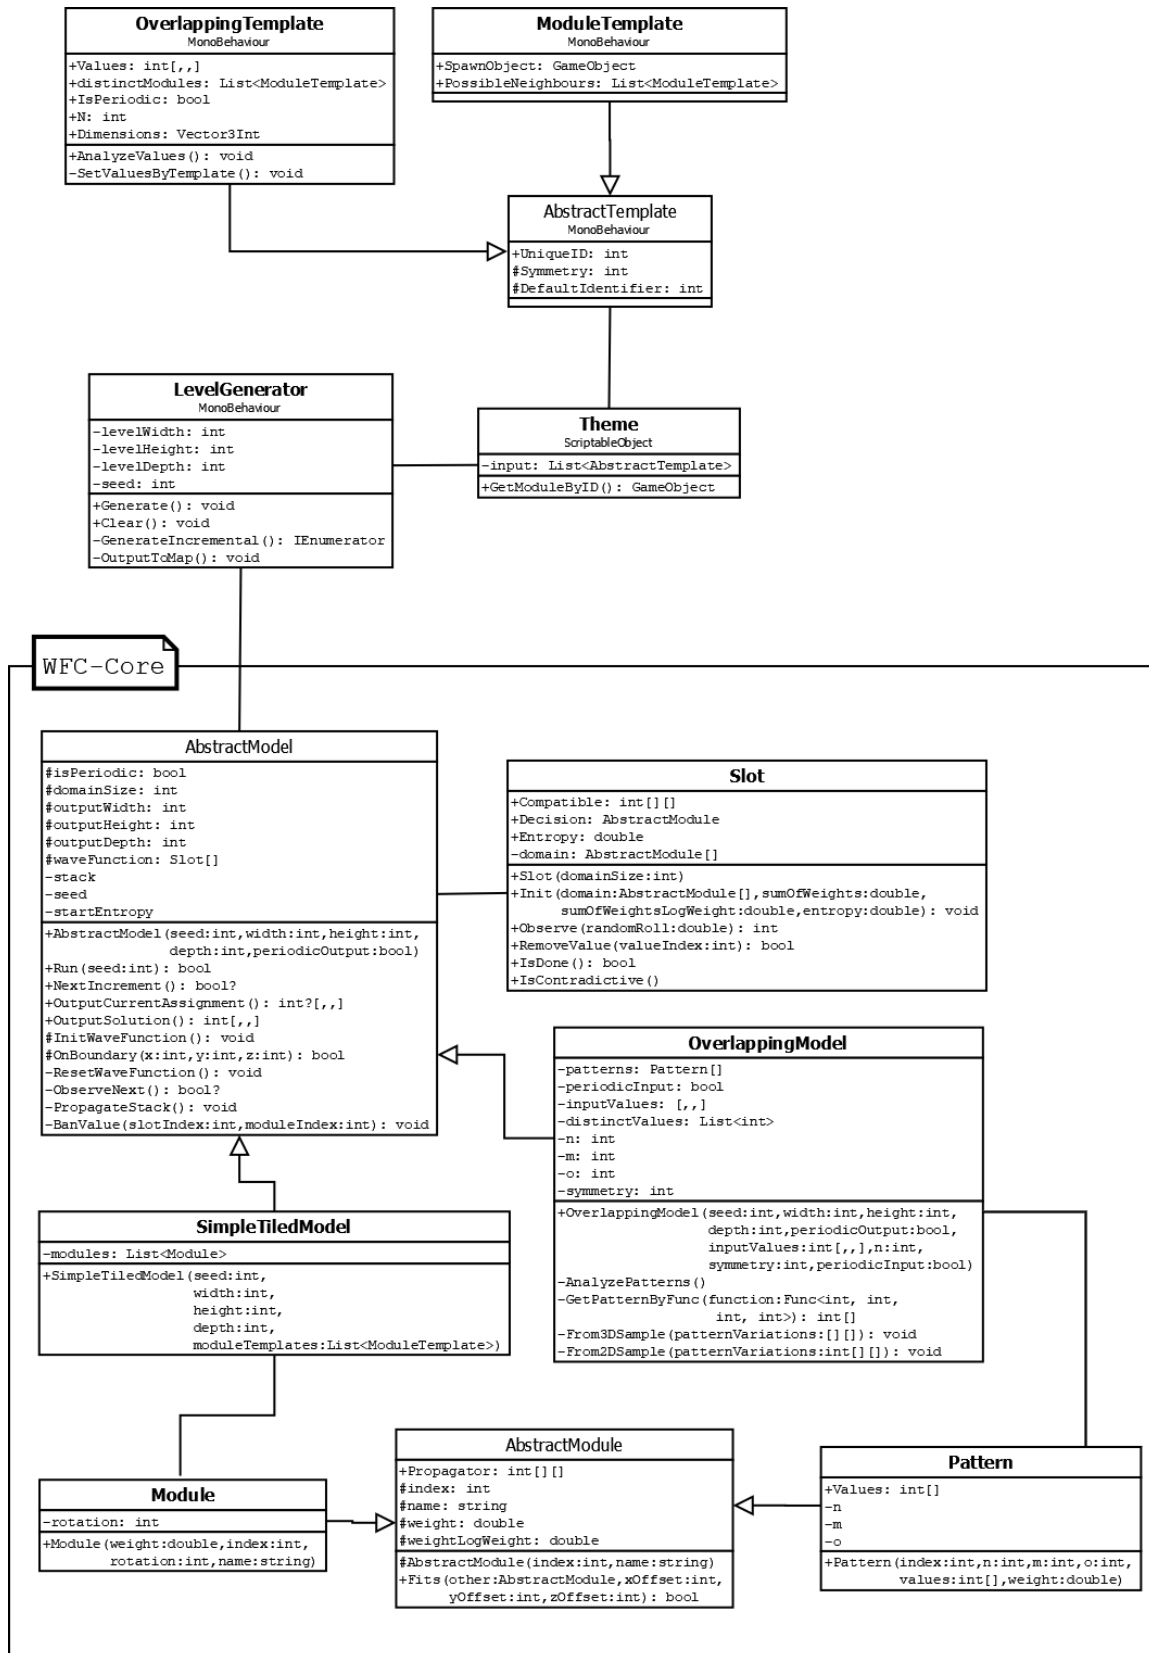 OverlappingTemplate
MonoBehaviour
+Values: int[,,]
+distinctModules: List<ModuleTemplate>
+IsPeriodic: bool
+N: int
+Dimensions: Vector3Int
+AnalyzeValues(): void
-SetValuesByTemplate(): void
ModuleTemplate
MonoBehaviour
+SpawnObject: GameObject
+PossibleNeighbours: List<ModuleTemplate>
AbstractTemplate
MonoBehaviour
+UniqueID: int
#Symmetry: int
#DefaultIdentifier: int
LevelGenerator
MonoBehaviour
-levelWidth: int
-levelHeight: int
-levelDepth: int
-seed: int
+Generate(): void
+Clear(): void
-GenerateIncremental(): IEnumerator
-OutputToMap(): void
Theme
ScriptableObject
-input: List<AbstractTemplate>
+GetModuleByID(): GameObject
WFC-Core
AbstractModel
#isPeriodic: bool
#domainSize: int
#outputWidth: int
#outputHeight: int
#outputDepth: int
#waveFunction: Slot[]
-stack
-seed
-startEntropy
+AbstractModel(seed:int,width:int,height:int,
depth:int,periodicOutput:bool)
+Run(seed:int): bool
+NextIncrement(): bool?
+OutputCurrentAssignment(): int?[,,]
+OutputSolution(): int[,,]
#InitWaveFunction(): void
#OnBoundary(x:int,y:int,z:int): bool
-ResetWaveFunction(): void
-ObserveNext(): bool?
-PropagateStack(): void
-BanValue(slotIndex:int,moduleIndex:int): void
Slot
+Compatible: int[][]
+Decision: AbstractModule
+Entropy: double
-domain: AbstractModule[]
+Slot(domainSize:int)
+Init(domain:AbstractModule[],sumOfWeights:double,
sumOfWeightsLogWeight:double,entropy:double): void
+Observe(randomRoll:double): int
+RemoveValue(valueIndex:int): bool
+IsDone(): bool
+IsContradictive()
OverlappingModel
-patterns: Pattern[]
-periodicInput: bool
-inputValues: [,,]
-distinctValues: List<int>
-n: int
-m: int
-o: int
-symmetry: int
+OverlappingModel(seed:int,width:int,height:int,
depth:int,periodicOutput:bool,
inputValues:int[,,],n:int,
symmetry:int,periodicInput:bool)
-AnalyzePatterns()
-GetPatternByFunc(function:Func<int, int,
int, int>): int[]
-From3DSample(patternVariations:[][]): void
-From2DSample(patternVariations:int[][]): void
SimpleTiledModel
-modules: List<Module>
+SimpleTiledModel(seed:int,
width:int,
height:int,
depth:int,
moduleTemplates:List<ModuleTemplate>)
Module
-rotation: int
+Module(weight:double,index:int,
rotation:int,name:string)
AbstractModule
+Propagator: int[][]
#index: int
#name: string
#weight: double
#weightLogWeight: double
#AbstractModule(index:int,name:string)
+Fits(other:AbstractModule,xOffset:int,
yOffset:int,zOffset:int): bool
Pattern
+Values: int[]
-n
-m
-o
+Pattern(index:int,n:int,m:int,o:int,
values:int[],weight:double)